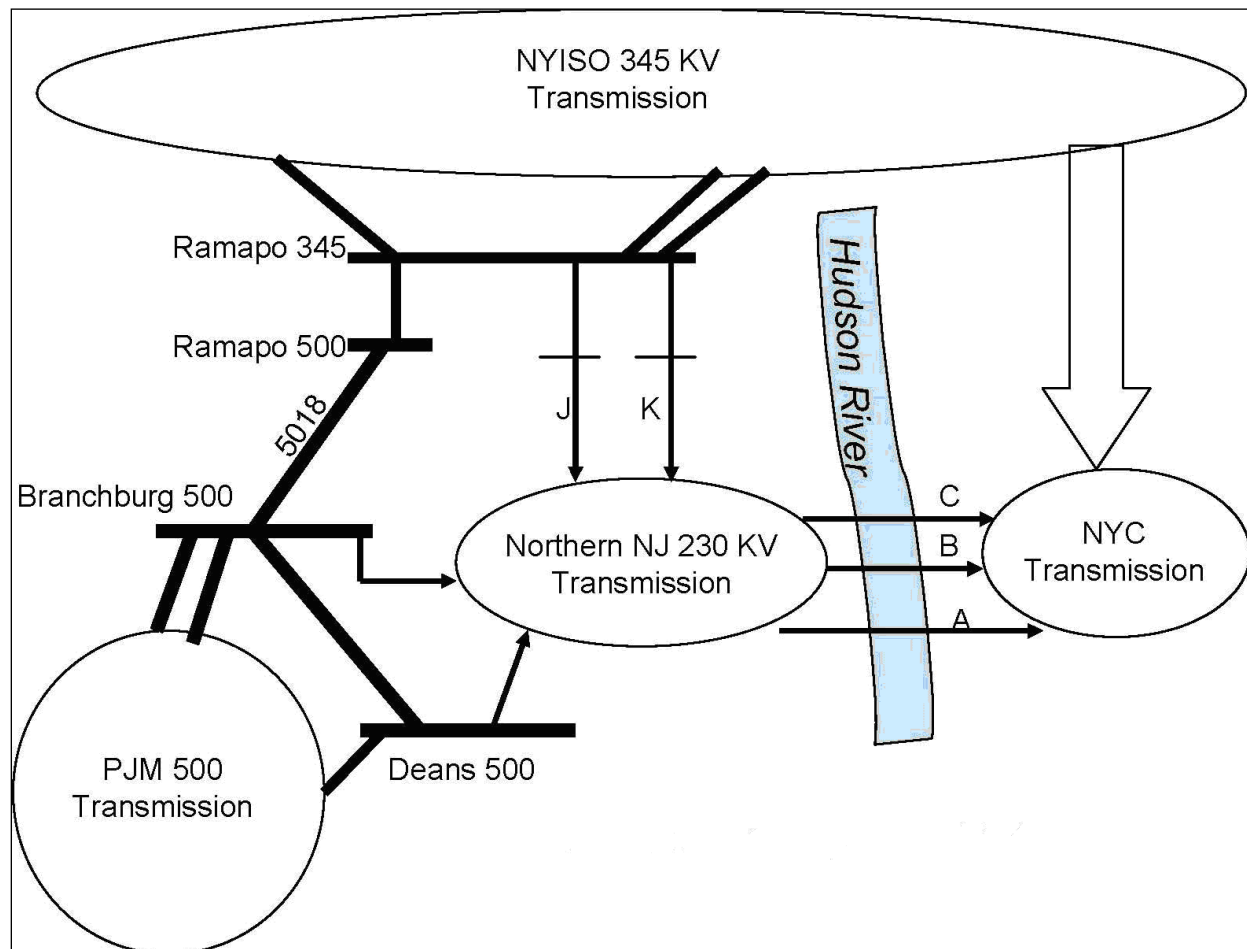 NYISO 345 KV
Transmission
Ramapo 345
Ramapo 500
5018
J
K
Hudson River
Branchburg 500
C
Northern NJ 230 KV
Transmission
B
NYC
Transmission
A
PJM 500
Transmission
Deans 500